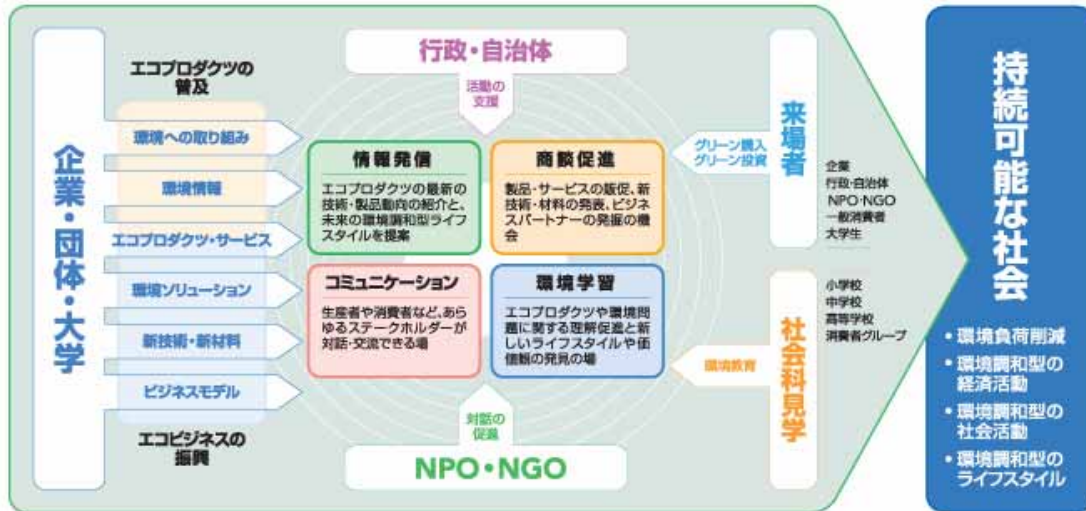 企業・団体・大学
エコプロダクツの
普及
環境への取り組み
環境情報
エコプロダクツ・サービス
環境ソリューション
新技術・新材料
ビジネスモデル
エコビジネスの
振興
行政・自治体
活動の
支援
情報発信
エコプロダクツの最新の
技術・製品動向の紹介と、
未来の環境調和型ライフ
スタイルを提案
商談促進
製品・サービスの販促、新
技術・材料の発表、ビジネ
スパートナーの発掘の機
会
コミュニケーション
生産者や消費者など、あら
ゆるステークホルダーが
対話・交流できる場
環境学習
エコプロダクツや環境問
題に関する理解促進と新
しいライフスタイルや価
値観の発見の場
対話の
促進
NPO・NGO
グリーン購入
グリーン投資
来場者
企業
行政・自治体
NPO・NGO
一般消費者
大学生
環境教育
社会科見学
小学校
中学校
高等学校
消費者グループ
持続可能な社会
・環境負荷削減
・環境調和型の
経済活動
・環境調和型の
社会活動
・環境調和型の
ライフスタイル